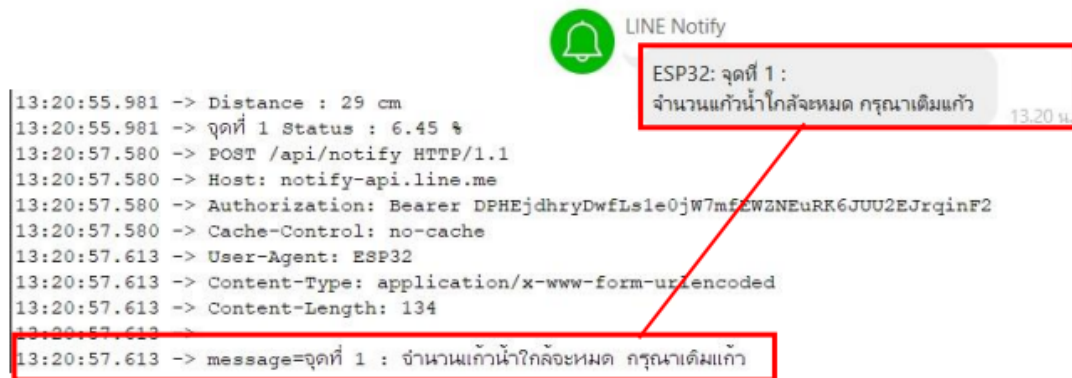 LINE Notify
ESP32: จุดที่ 1 :
จำนวนแก้วน้ำใกล้จะหมด กรุณาเติมแก้ว
13.20 น.
13:20:55.981 -> Distance : 29 cm
13:20:55.981 -> จุดที่ 1 Status : 6.45 %
13:20:57.580 -> POST /api/notify HTTP/1.1
13:20:57.580 -> Host: notify-api.line.me
13:20:57.580 -> Authorization: Bearer DPHEjdhryDwfLs1e0jW7mfEWZNEuRK6JUU2EJrqinF2
13:20:57.580 -> Cache-Control: no-cache
13:20:57.613 -> User-Agent: ESP32
13:20:57.613 -> Content-Type: application/x-www-form-urlencoded
13:20:57.613 -> Content-Length: 134
13:20:57.613 ->
13:20:57.613 -> message=จุดที่ 1 : จำนวนแก้วน้ำใกล้จะหมด กรุณาเติมแก้ว